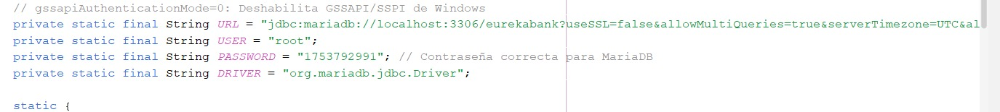 // gssapiAuthenticationMode=0: Deshabilita GSSAPI/SSPI de Windows
private static final String URL = "jdbc:mariadb://localhost:3306/eurekabank?useSSL=false&allowMultiQueries=true&serverTimezone=UTC&al
private static final String USER = "root";
private static final String PASSWORD = "1753792991"; // Contraseña correcta para MariaDB
private static final String DRIVER = "org.mariadb.jdbc.Driver";
static {